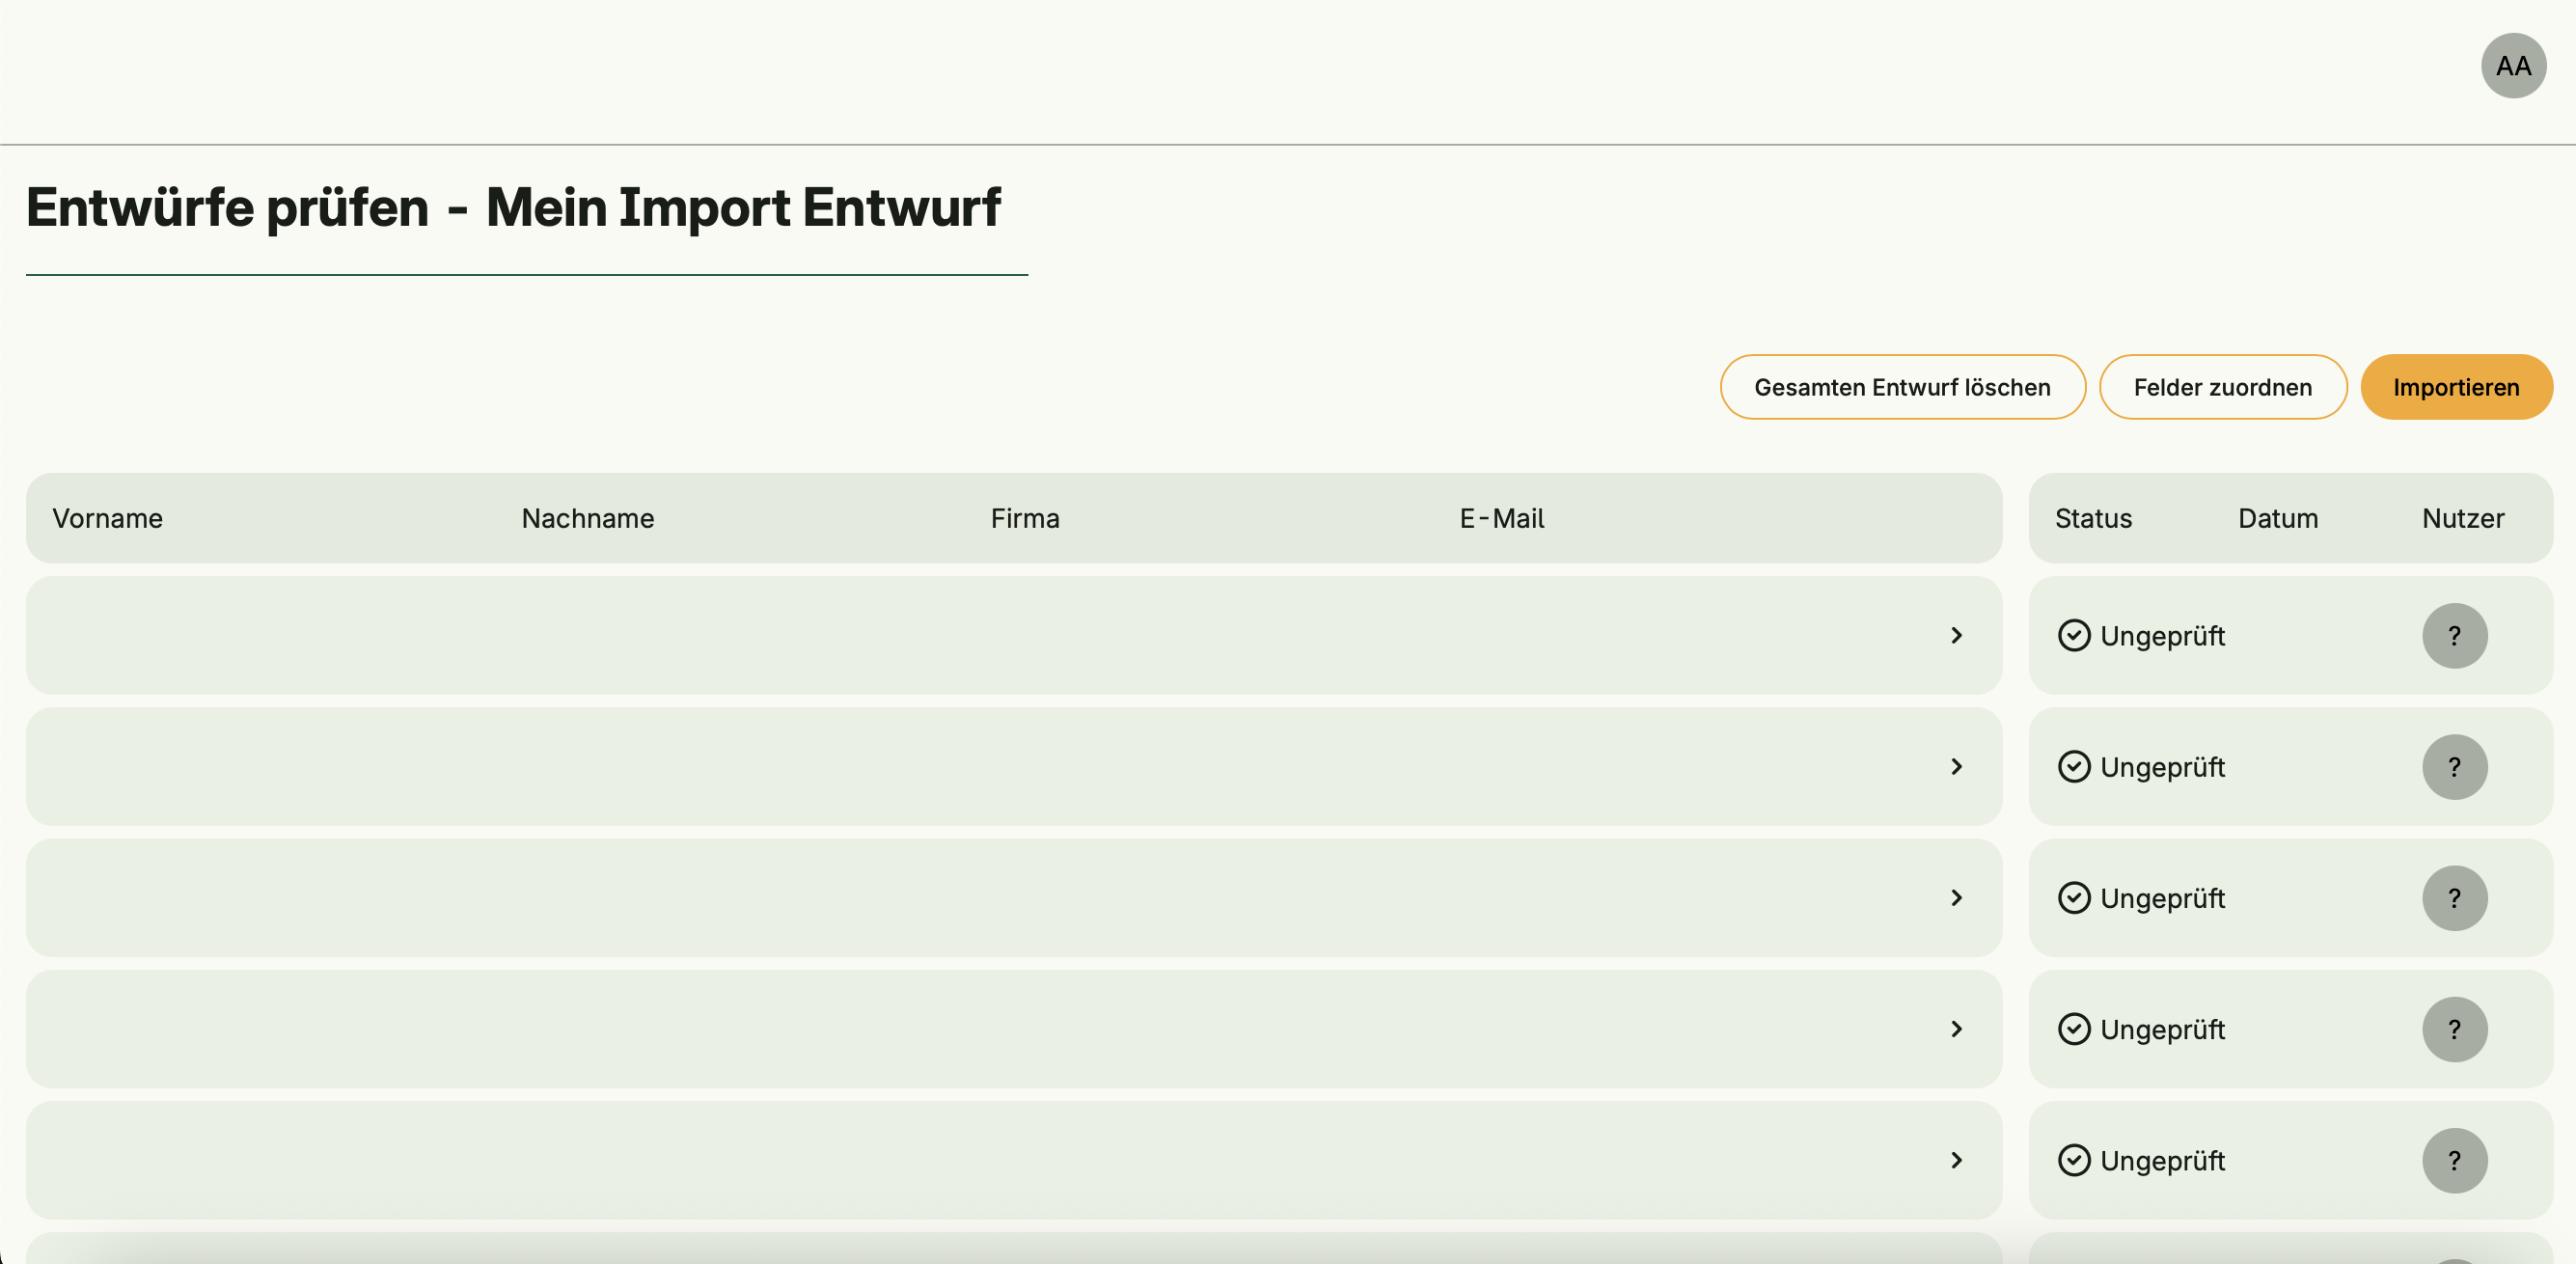 AA
Entwürfe prüfen - Mein Import Entwurf
Gesamten Entwurf löschen Felder zuordnen Importieren
Vorname Nachname Firma E-Mail Status Datum Nutzer
Ungeprüft ?
Ungeprüft ?
Ungeprüft ?
Ungeprüft ?
Ungeprüft ?